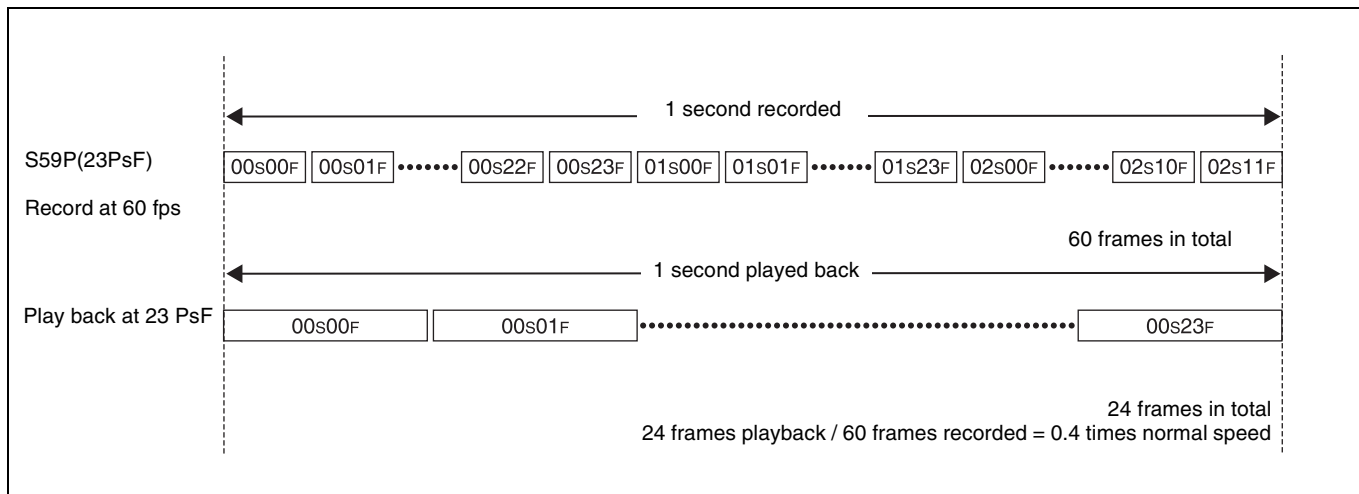 1 second recorded
S59P(23PsF)
00S00F 00S01F 00S22F 00S23F 01S00F 01S01F 01S23F 02S00F 02S10F 02S11F
Record at 60 fps
60 frames in total
1 second played back
Play back at 23 PsF
00S00F 00S01F 00S23F
24 frames in total
24 frames playback / 60 frames recorded = 0.4 times normal speed